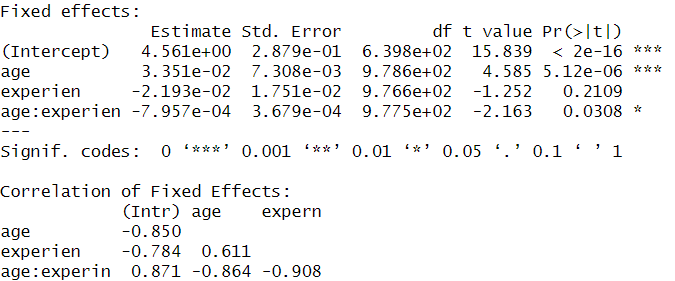 Fixed effects:
              Estimate Std. Error         df t value Pr(>|t|)
(Intercept)  4.561e+00  2.879e-01  6.398e+02  15.839  < 2e-16 ***
age          3.351e-02  7.308e-03  9.786e+02   4.585 5.12e-06 ***
experien    -2.193e-02  1.751e-02  9.766e+02  -1.252   0.2109
age:experien -7.957e-04  3.679e-04  9.775e+02  -2.163   0.0308 *
---
Signif. codes:  0 ‘***’ 0.001 ‘**’ 0.01 ‘*’ 0.05 ‘.’ 0.1 ‘ ’ 1
Correlation of Fixed Effects:
            (Intr) age    expern
age         -0.850
experien    -0.784  0.611
age:experin  0.871 -0.864 -0.908